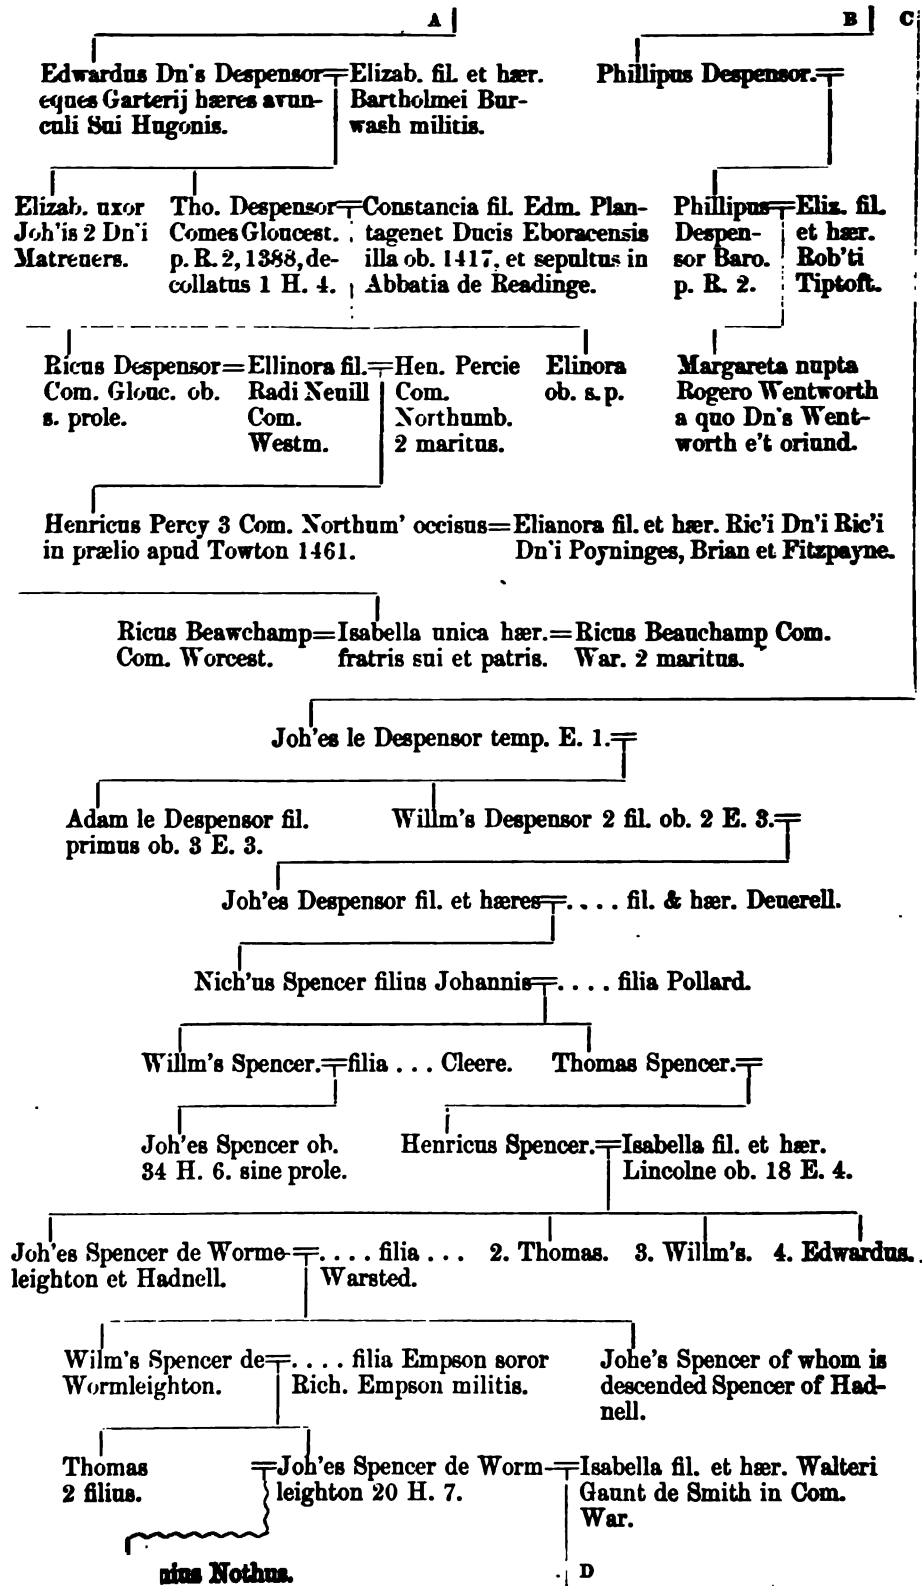 A B C
Edwardus Dn's Despensor=Elizab. fil. et hær. Phillipus Despensor.=
eques Garterij hæres avun- Bartholmei Bur-
culi Sui Hugonis. wash militis.
Elizab. uxor Tho. Despensor=Constancia fil. Edm. Plan- Phillipus=Eliz. fil.
Joh'is 2 Dn'i Comes Gloucest. tagenet Ducis Eboracensis Despen- et hær.
Matreuers. p. R. 2, 1388, de- illa ob. 1417, et sepultus in sor Baro. Rob'ti
collatus 1 H. 4. Abbatia de Readinge. p. R. 2. Tiptoft.
Ricus Despensor=Ellinora fil.=Hen. Percie Elinora Margareta nupta
Com. Glouc. ob. Radi Neuill Com. ob. s. p. Rogero Wentworth
s. prole. Com. Northumb. a quo Dn's Went-
Westm. 2 maritus. worth e't oriund.
Henricus Percy 3 Com. Northum' occisus=Elianora fil. et hær. Ric'i Dn'i Ric'i
in prælio apud Towton 1461. Dn'i Poyninges, Brian et Fitzpayne.
Ricus Beawchamp=Isabella unica hær.=Ricus Beauchamp Com.
Com. Worcest. fratris sui et patris. War. 2 maritus.
Joh'es le Despensor temp. E. 1.=
Adam le Despensor fil. Willm's Despensor 2 fil. ob. 2 E. 3.=
primus ob. 3 E. 3.
Joh'es Despensor fil. et hæres=.... fil. & hær. Deuerell.
Nich'us Spencer filius Johannis=.... filia Pollard.
Willm's Spencer.=filia ... Cleere. Thomas Spencer.=
Joh'es Spencer ob. Henricus Spencer.=Isabella fil. et hær.
34 H. 6. sine prole. Lincolne ob. 18 E. 4.
Joh'es Spencer de Worme-=.... filia ... 2. Thomas. 3. Willm's. 4. Edwardus.
leighton et Hadnell. Warsted.
Wilm's Spencer de=.... filia Empson soror Johe's Spencer of whom is
Wormleighton. Rich. Empson militis. descended Spencer of Had-
nell.
Thomas =Joh'es Spencer de Worm-=Isabella fil. et hær. Walteri
2 filius. leighton 20 H. 7. Gaunt de Smith in Com.
War.
nius Nothus. D